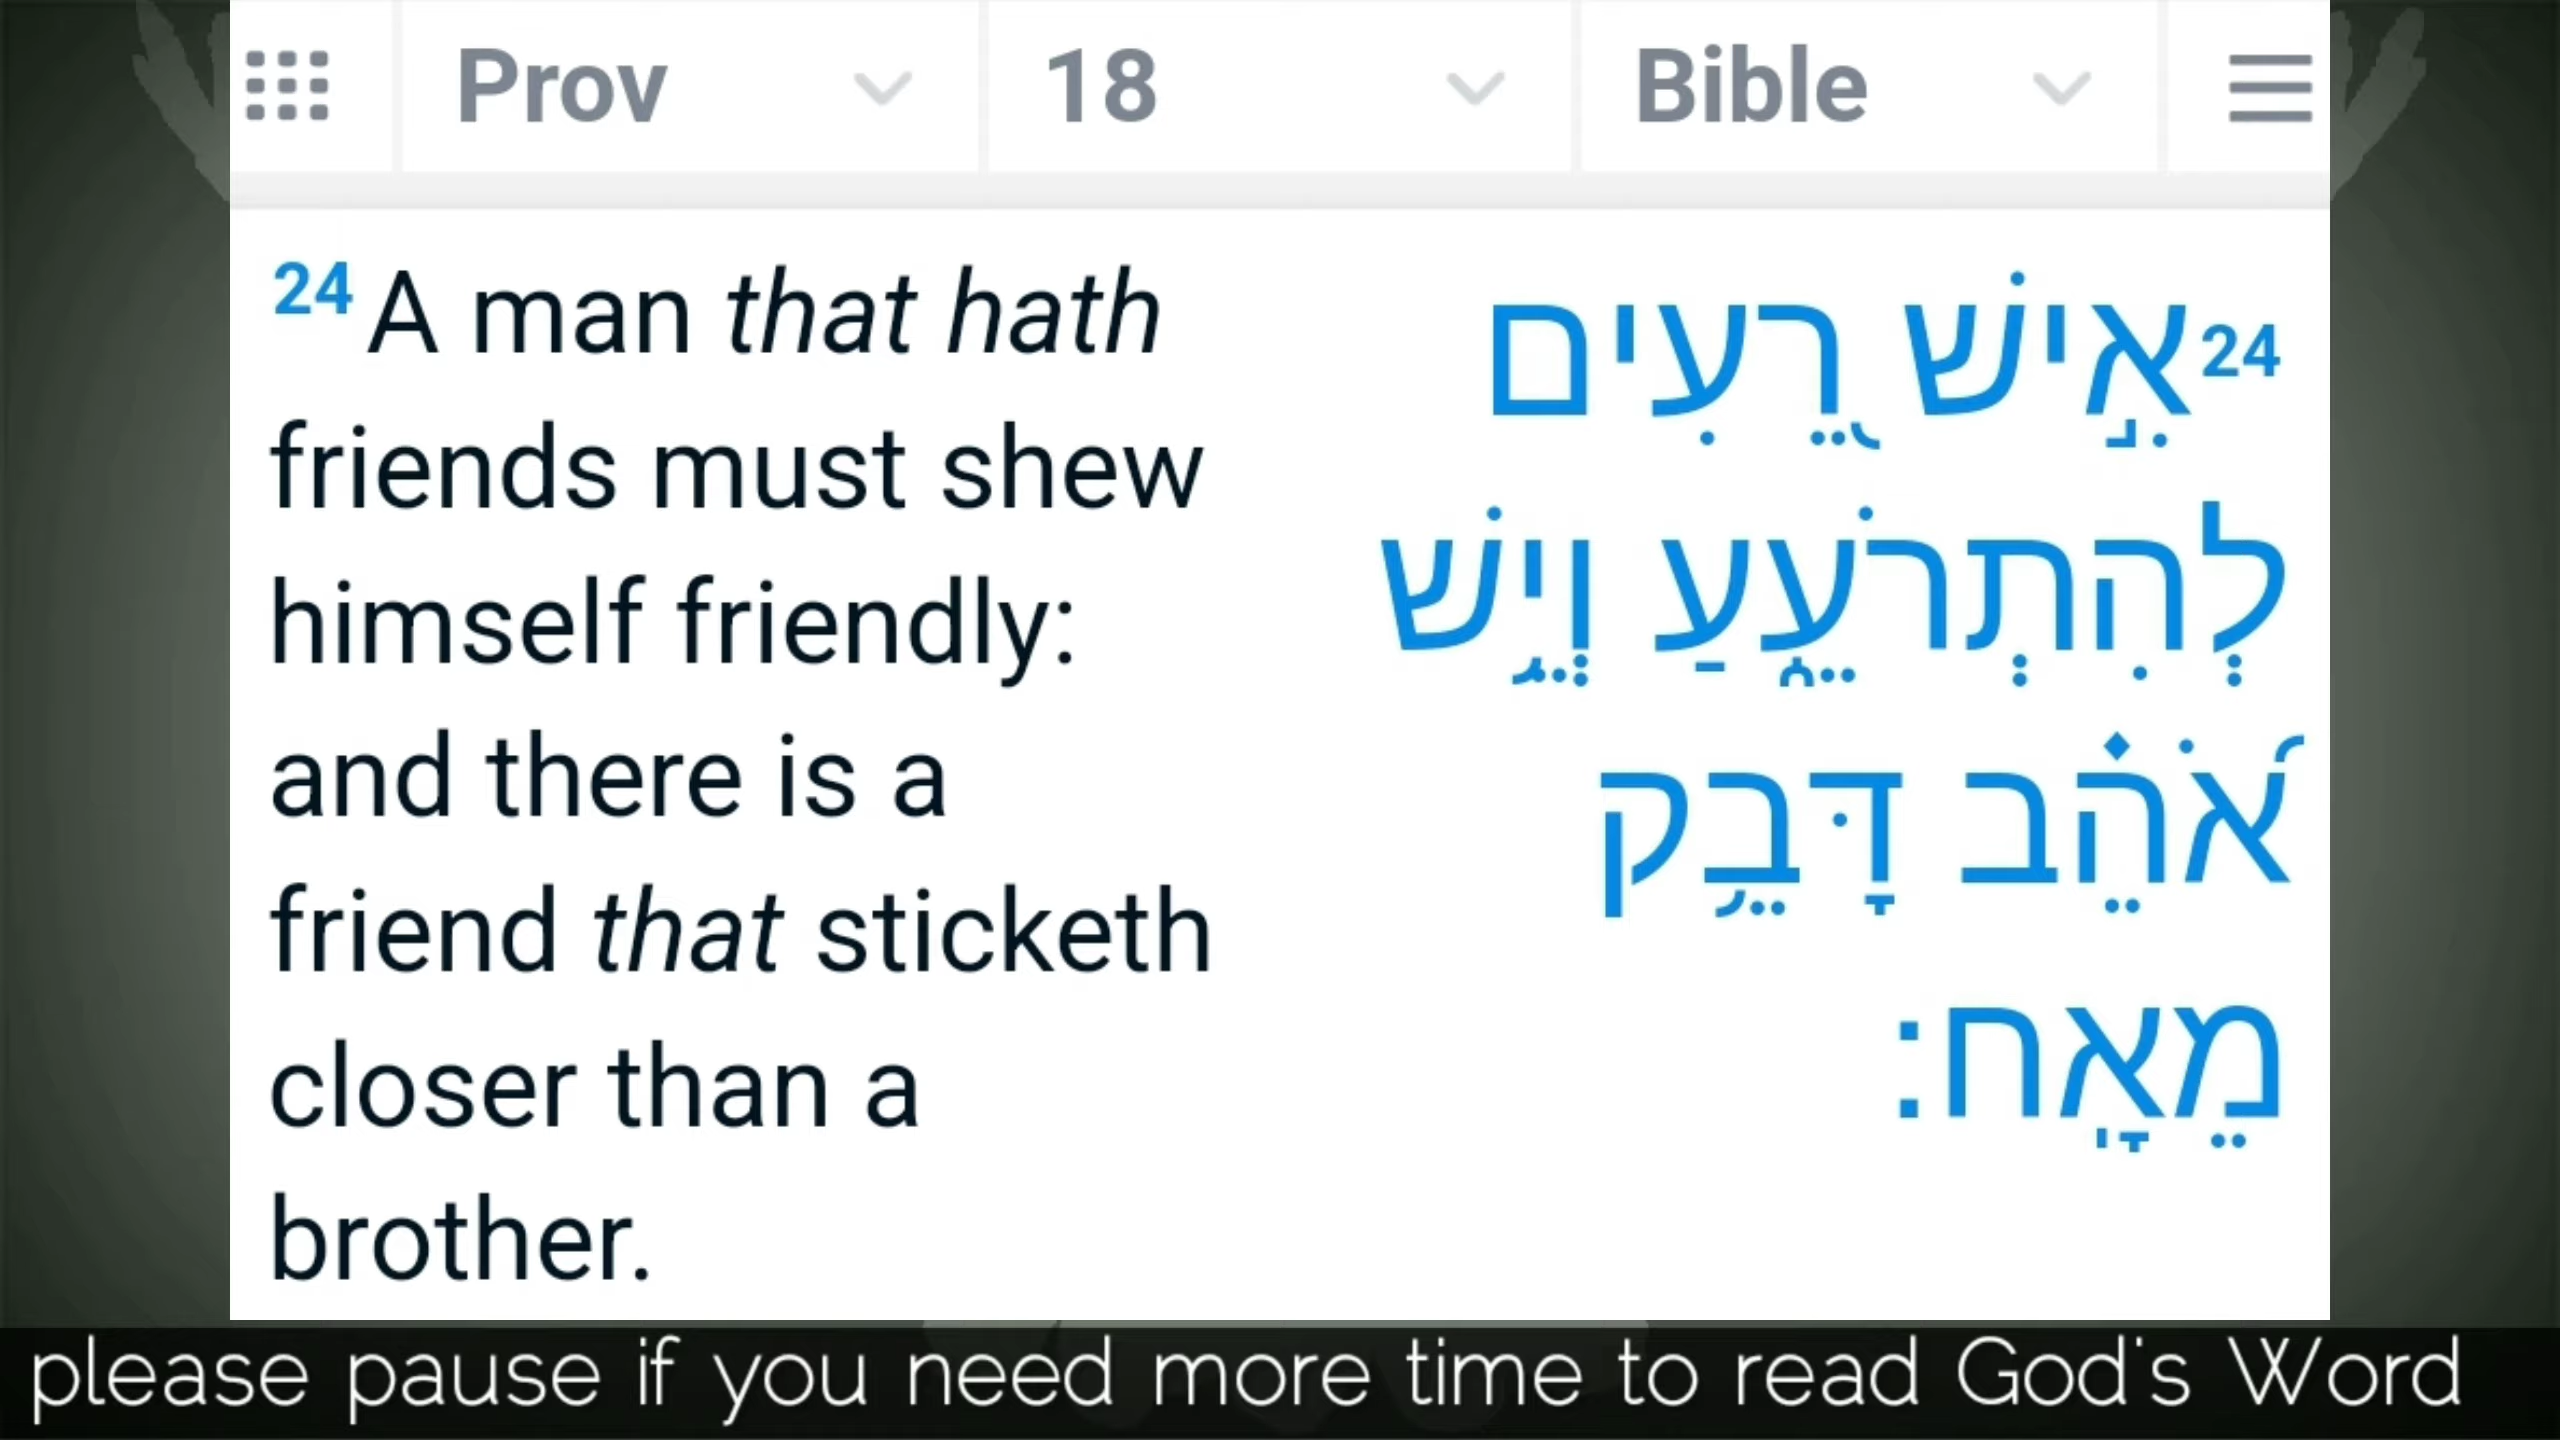 Prov 18 Bible
24 A man that hath
friends must shew
himself friendly:
and there is a
friend that sticketh
closer than a
brother.
24 אִ֣ישׁ רֵ֭עִים
לְהִתְרֹעֵ֑עַ וְיֵ֥שׁ
אֹ֝הֵ֗ב דָּבֵ֥ק
מֵאָֽח׃
please pause if you need more time to read God's Word